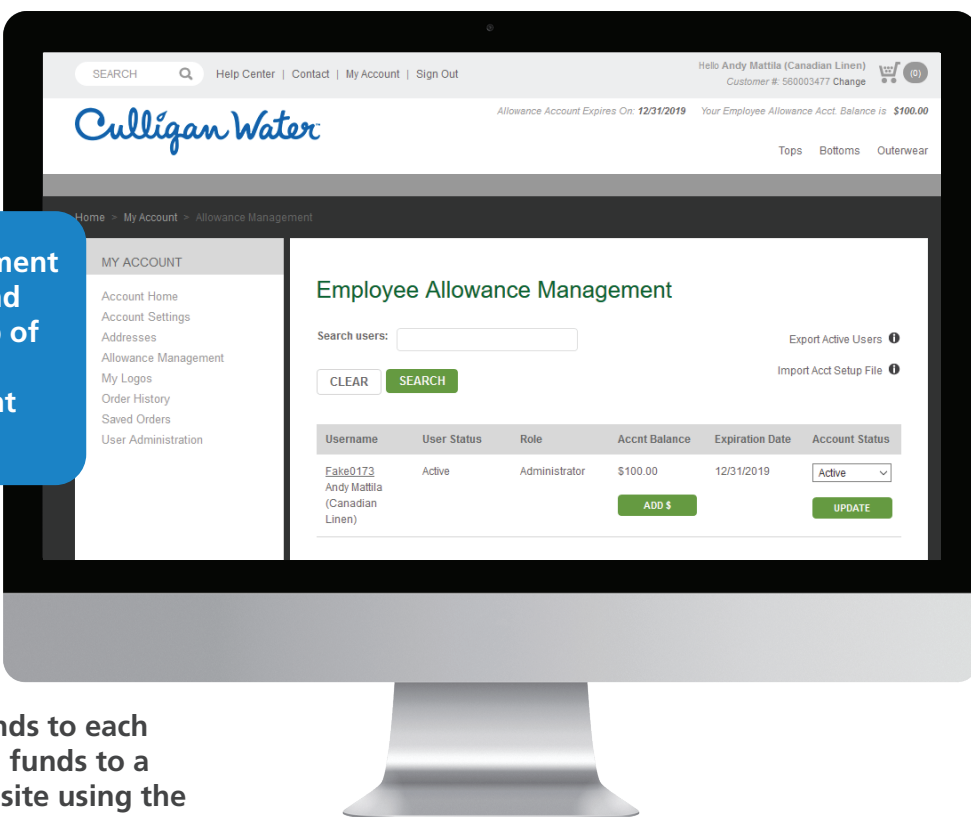 SEARCH
Help Center | Contact | My Account | Sign Out
Hello Andy Mattila (Canadian Linen)
Customer #: 560003477 Change
(0)
Culligan Water
Allowance Account Expires On: 12/31/2019 Your Employee Allowance Acct. Balance is $100.00
Tops Bottoms Outerwear
Home > My Account > Allowance Management
of
MY ACCOUNT
Account Home
Account Settings
Addresses
Allowance Management
My Logos
Order History
Saved Orders
User Administration
Employee Allowance Management
Search users:
CLEAR SEARCH
Export Active Users
Import Acct Setup File
Username User Status Role Accnt Balance Expiration Date Account Status
Fake0173 Active Administrator $100.00 12/31/2019 Active
Andy Mattila
(Canadian
Linen)
ADD $ UPDATE
to each
funds to a
site using the